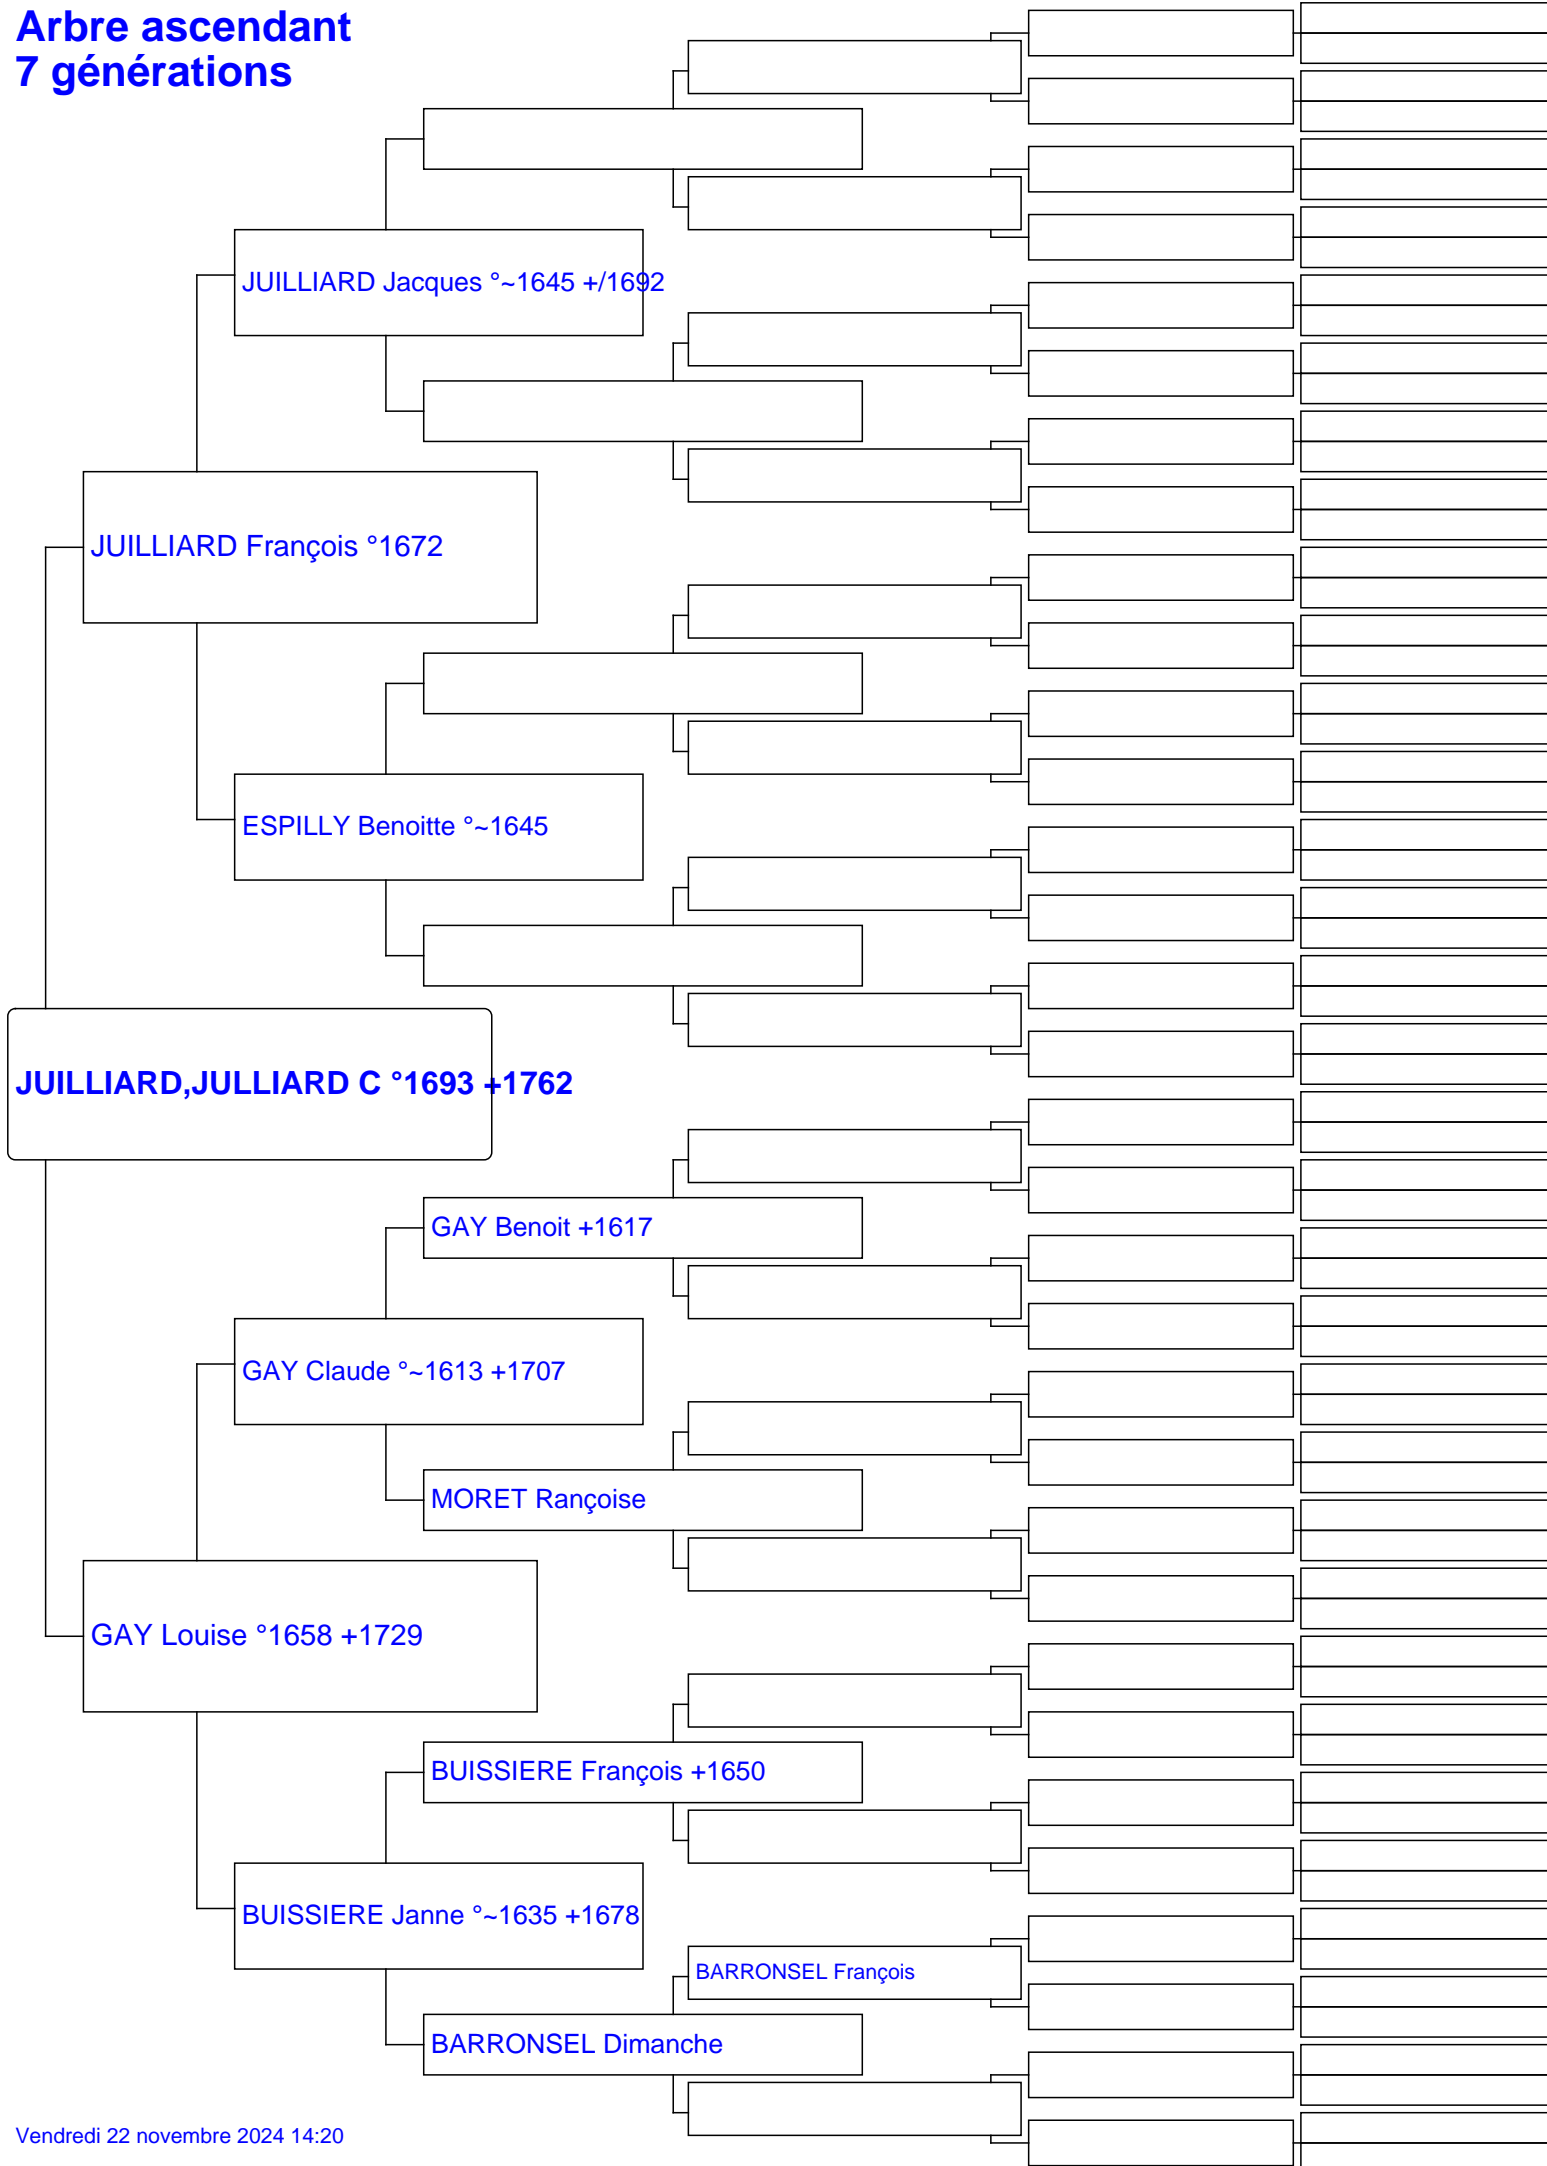 Arbre ascendant
7 générations
JUILLIARD Jacques °~1645 +/1692
JUILLIARD François °1672
ESPILLY Benoitte °~1645
JUILLIARD,JULLIARD C °1693 +1762
GAY Benoit +1617
GAY Claude °~1613 +1707
MORET Rançoise
GAY Louise °1658 +1729
BUISSIERE François +1650
BUISSIERE Janne °~1635 +1678
BARRONSEL François
BARRONSEL Dimanche
Vendredi 22 novembre 2024 14:20